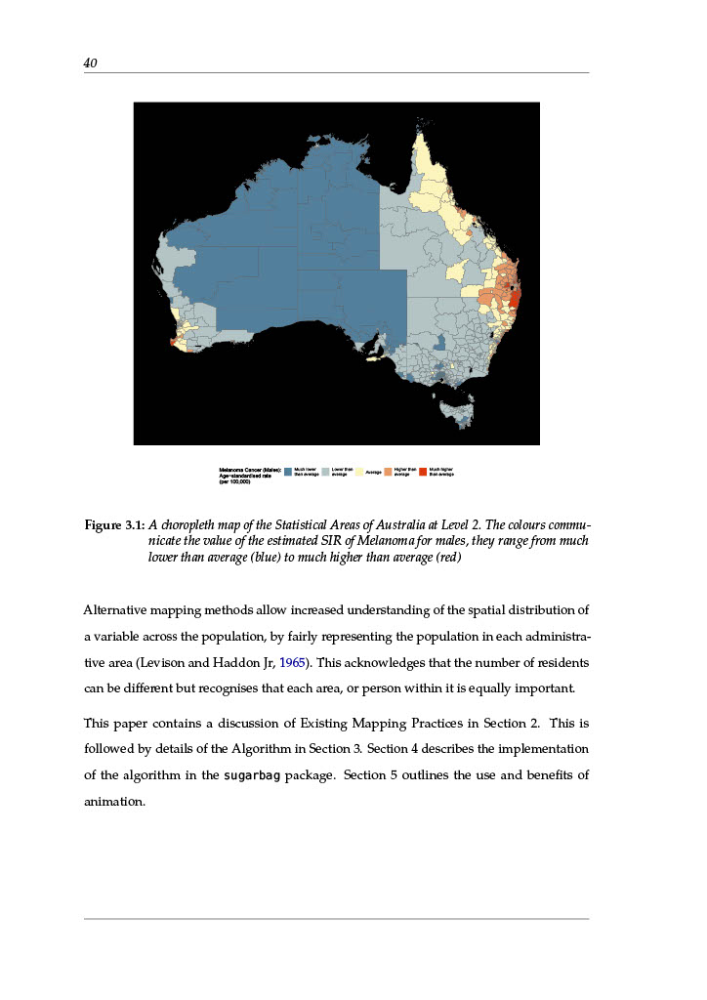 40
Melanoma Cancer (Males):
Age-standardised rate
(per 100,000)
Much lower
than average
Lower than
average
Average
Higher than
average
Much higher
than average
Figure 3.1: A choropleth map of the Statistical Areas of Australia at Level 2. The colours commu-
nicate the value of the estimated SIR of Melanoma for males, they range from much
lower than average (blue) to much higher than average (red)
Alternative mapping methods allow increased understanding of the spatial distribution of
a variable across the population, by fairly representing the population in each administra-
tive area (Levison and Haddon Jr, 1965). This acknowledges that the number of residents
can be different but recognises that each area, or person within it is equally important.
This paper contains a discussion of Existing Mapping Practices in Section 2. This is
followed by details of the Algorithm in Section 3. Section 4 describes the implementation
of the algorithm in the sugarbag package. Section 5 outlines the use and benefits of
animation.